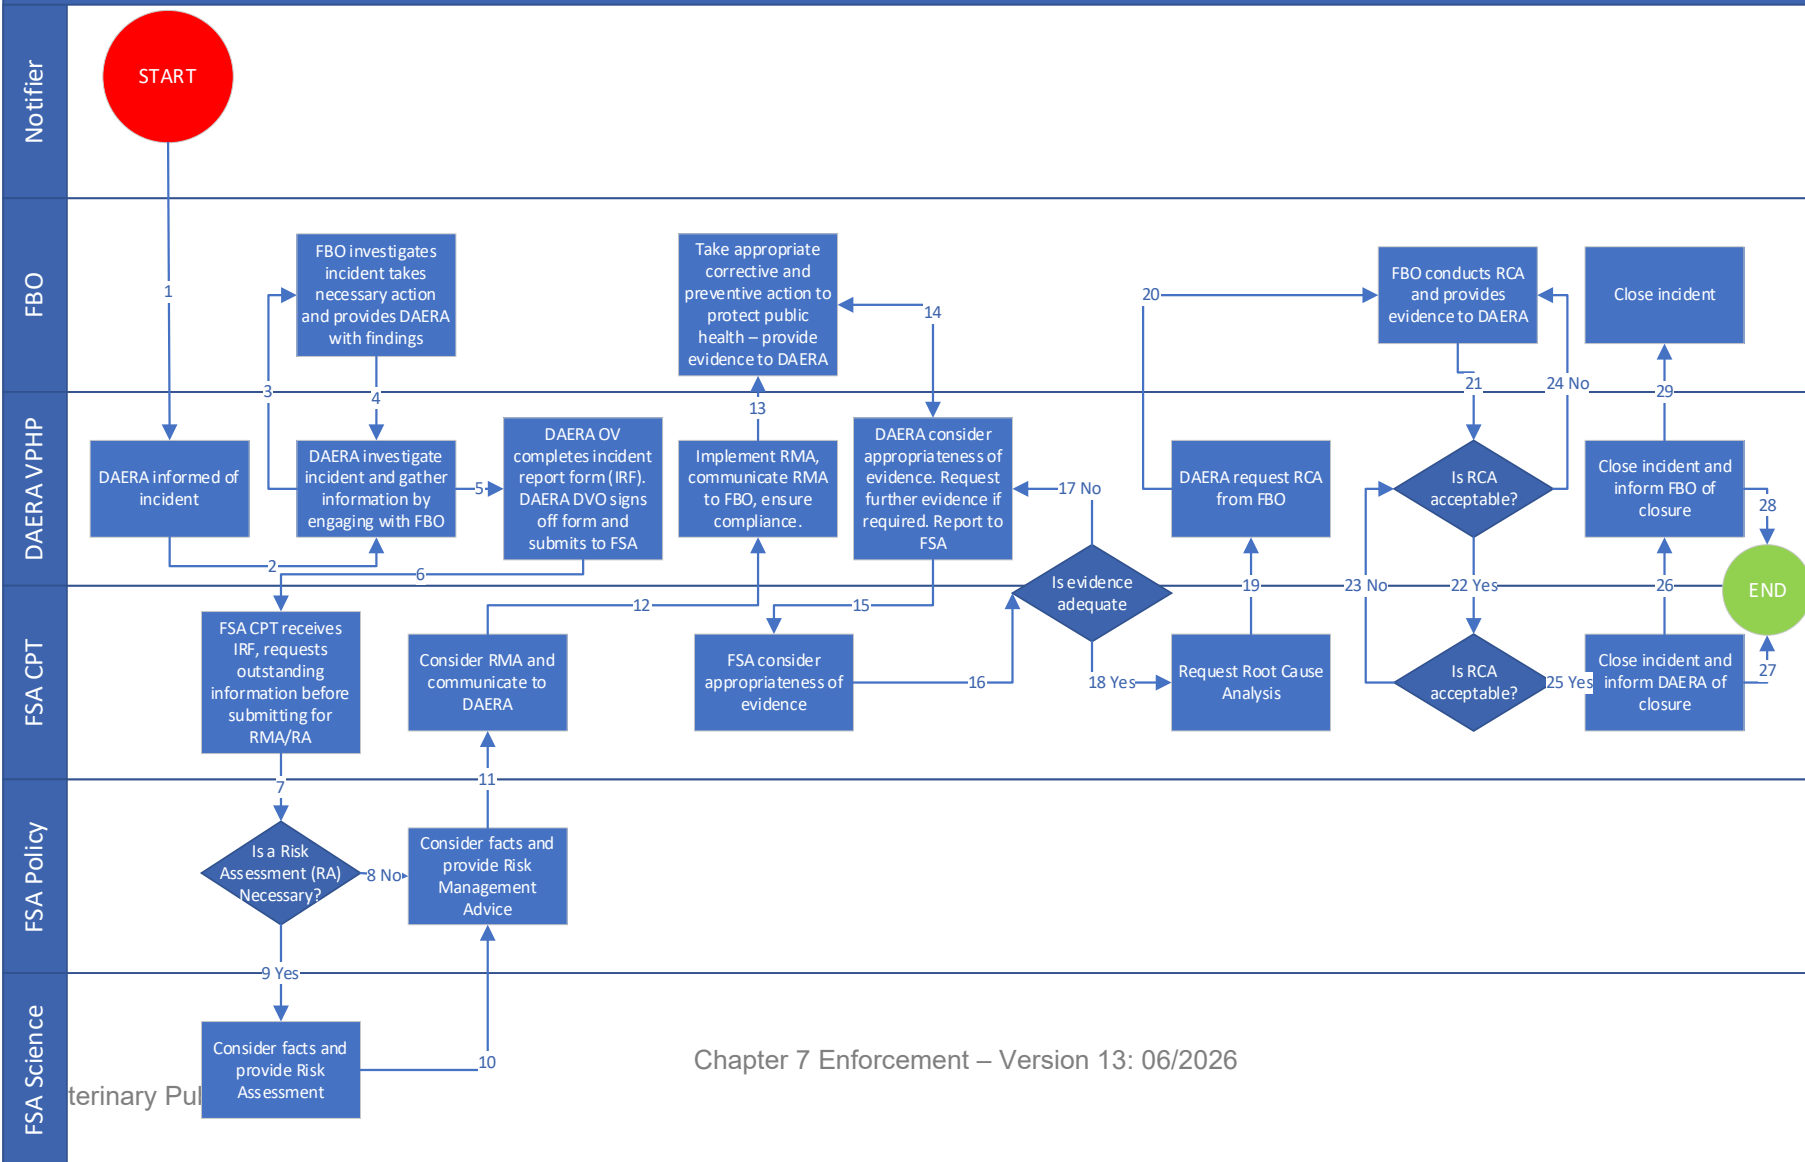 Notifier
START
1
FBO
FBO investigates
incident takes
necessary action
and provides DAERA
with findings
Take appropriate
corrective and
preventive action to
protect public
health – provide
evidence to DAERA
14
20
FBO conducts RCA
and provides
evidence to DAERA
Close incident
3
4
13
21
24 No
29
DAERA VPHP
DAERA informed of
incident
DAERA investigate
incident and gather
information by
engaging with FBO
5
DAERA OV
completes incident
report form (IRF).
DAERA DVO signs
off form and
submits to FSA
Implement RMA,
communicate RMA
to FBO, ensure
compliance.
DAERA consider
appropriateness of
evidence. Request
further evidence if
required. Report to
FSA
17 No
DAERA request RCA
from FBO
Is RCA
acceptable?
Close incident and
inform FBO of
closure
28
2
6
12
15
Is evidence
adequate
19
23 No
22 Yes
26
END
FSA CPT
FSA CPT receives
IRF, requests
outstanding
information before
submitting for
RMA/RA
Consider RMA and
communicate to
DAERA
FSA consider
appropriateness of
evidence
16
18 Yes
Request Root Cause
Analysis
Is RCA
acceptable?
25 Yes
Close incident and
inform DAERA of
closure
27
7
11
FSA Policy
Is a Risk
Assessment (RA)
Necessary?
8 No
Consider facts and
provide Risk
Management
Advice
9 Yes
FSA Science
Consider facts and
provide Risk
Assessment
10
Chapter 7 Enforcement – Version 13: 06/2026